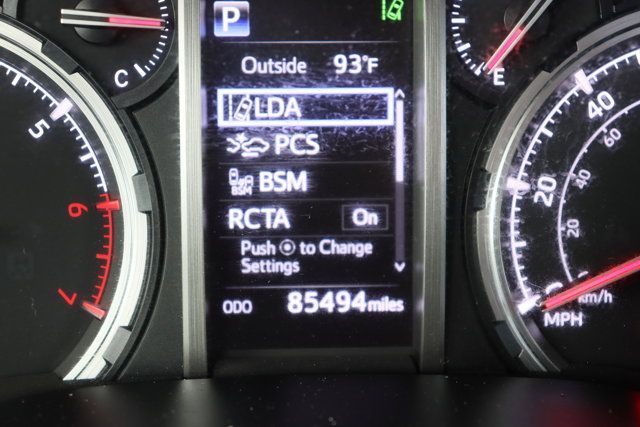 P
Outside 93°F
C
E
LDA
PCS
BSM BSM
RCTA On
Push to Change
Settings
ODO 85494 miles
5
6
7
40
60
20
20
km/h
MPH